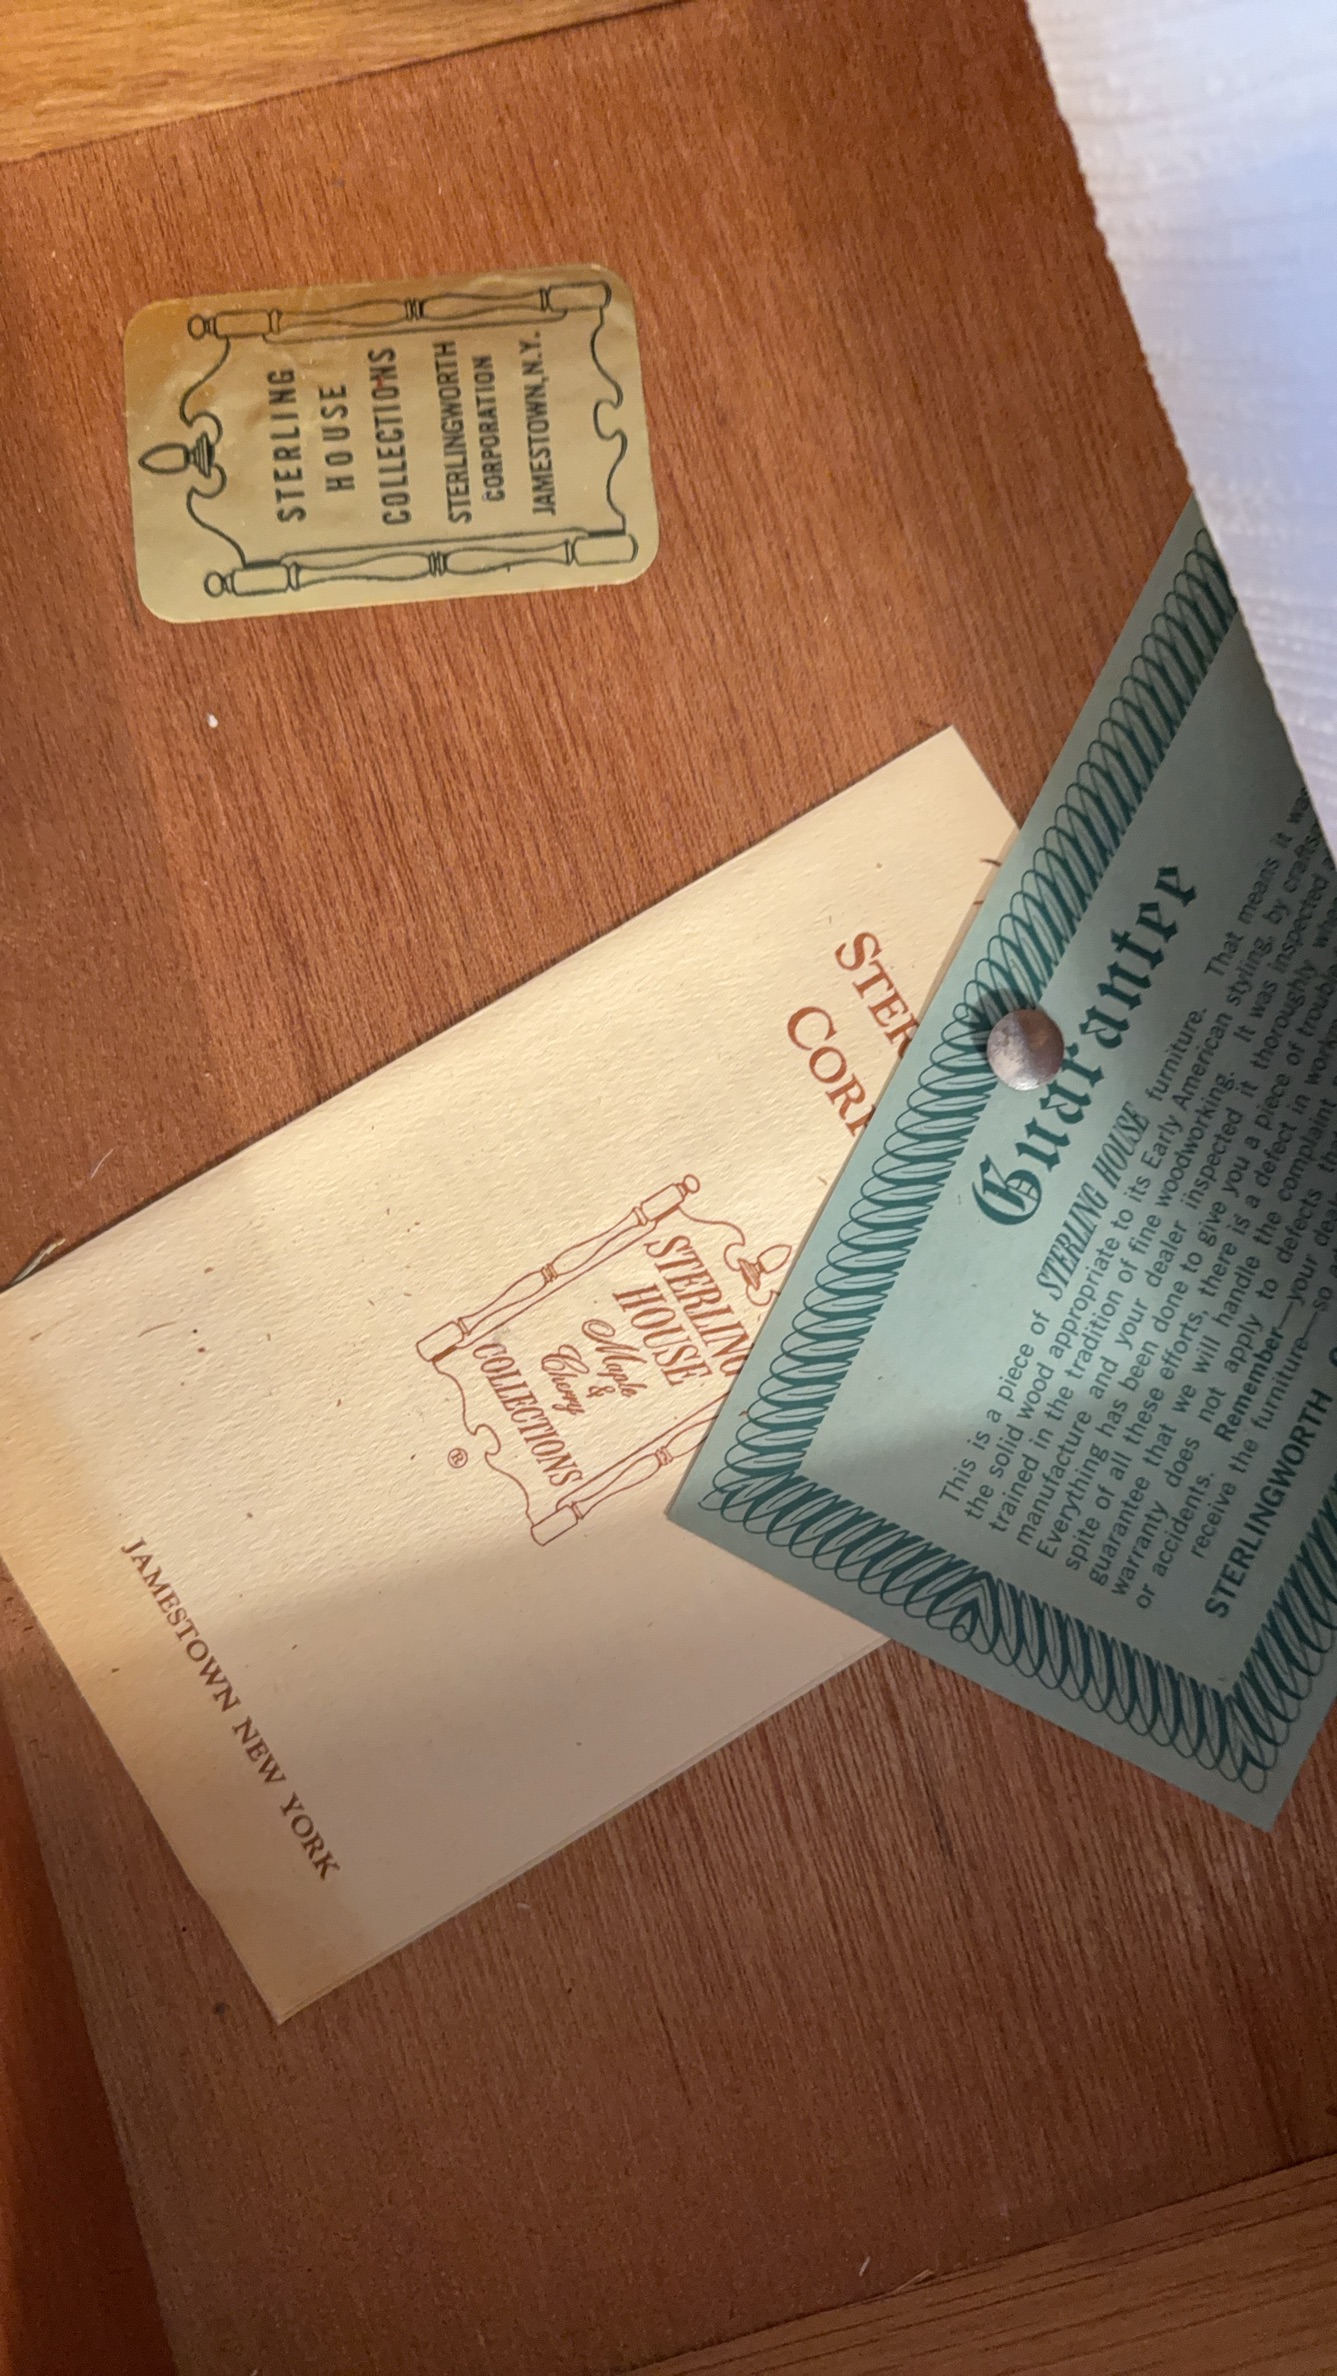 STERLING
HOUSE
COLLECTIONS
STERLINGWORTH
CORPORATION
JAMESTOWN, N.Y.
STERLING
HOUSE
Maple
&
Cherry
COLLECTIONS
®
JAMESTOWN NEW YORK
Guarantee
This is a piece of STERLING HOUSE furniture. That means it was
the solid wood appropriate to its Early American styling, by
trained in the tradition of fine woodworking. It was inspected
manufacture and your dealer inspected it thoroughly
Everything has been done to give you a piece of
spite of all these efforts, there is a defect in
guarantee that we will handle the complaint
warranty does not apply to defects
or accidents. Remember—your
receive the furniture—so
STERLINGWORTH